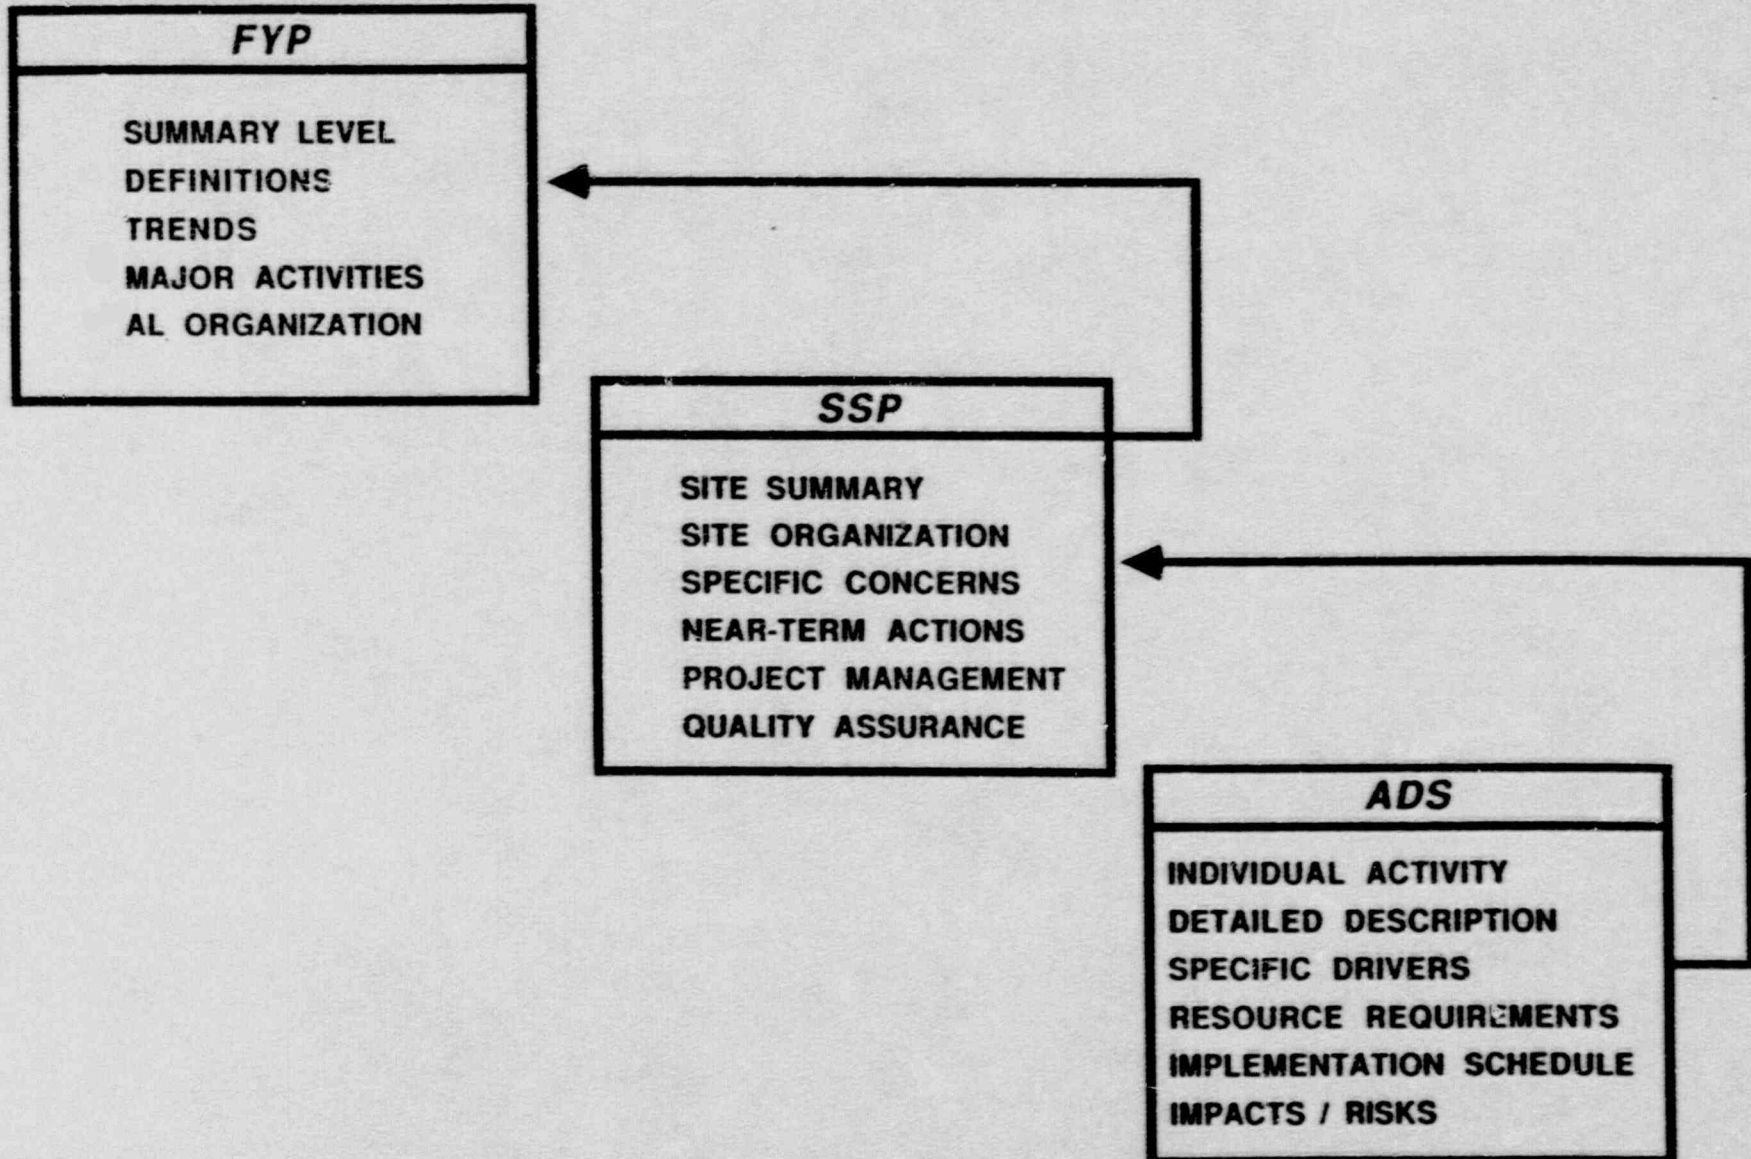 FYP
SUMMARY LEVEL
DEFINITIONS
TRENDS
MAJOR ACTIVITIES
AL ORGANIZATION
SSP
SITE SUMMARY
SITE ORGANIZATION
SPECIFIC CONCERNS
NEAR-TERM ACTIONS
PROJECT MANAGEMENT
QUALITY ASSURANCE
ADS
INDIVIDUAL ACTIVITY
DETAILED DESCRIPTION
SPECIFIC DRIVERS
RESOURCE REQUIREMENTS
IMPLEMENTATION SCHEDULE
IMPACTS / RISKS